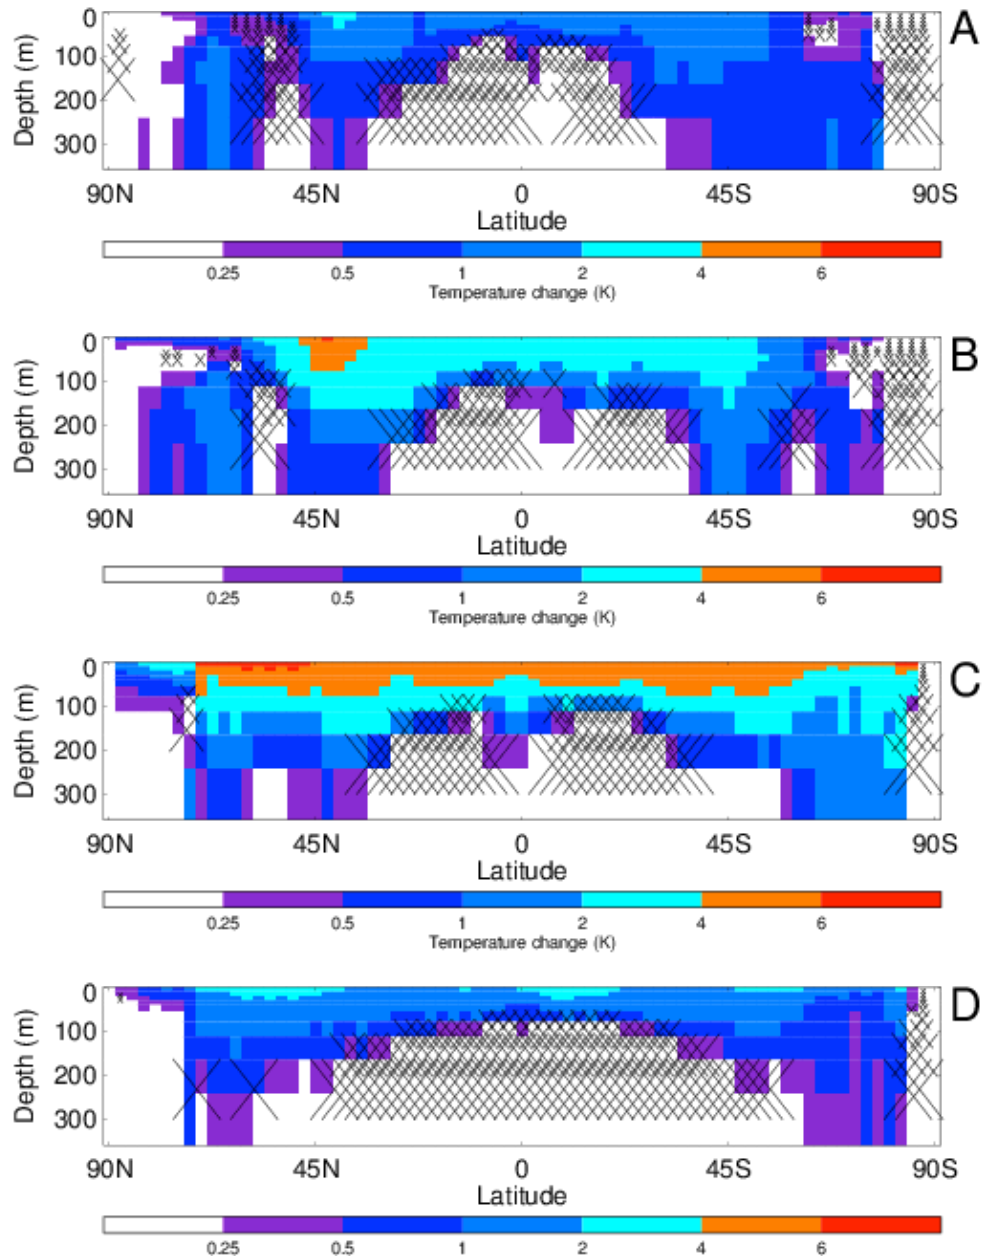 A
Depth (m)
0
100
200
300
90N 45N 0 45S 90S
Latitude
0.25 0.5 1 2 4 6
Temperature change (K)
B
Depth (m)
0
100
200
300
90N 45N 0 45S 90S
Latitude
0.25 0.5 1 2 4 6
Temperature change (K)
C
Depth (m)
0
100
200
300
90N 45N 0 45S 90S
Latitude
0.25 0.5 1 2 4 6
Temperature change (K)
D
Depth (m)
0
100
200
300
90N 45N 0 45S 90S
Latitude
0.25 0.5 1 2 4 6